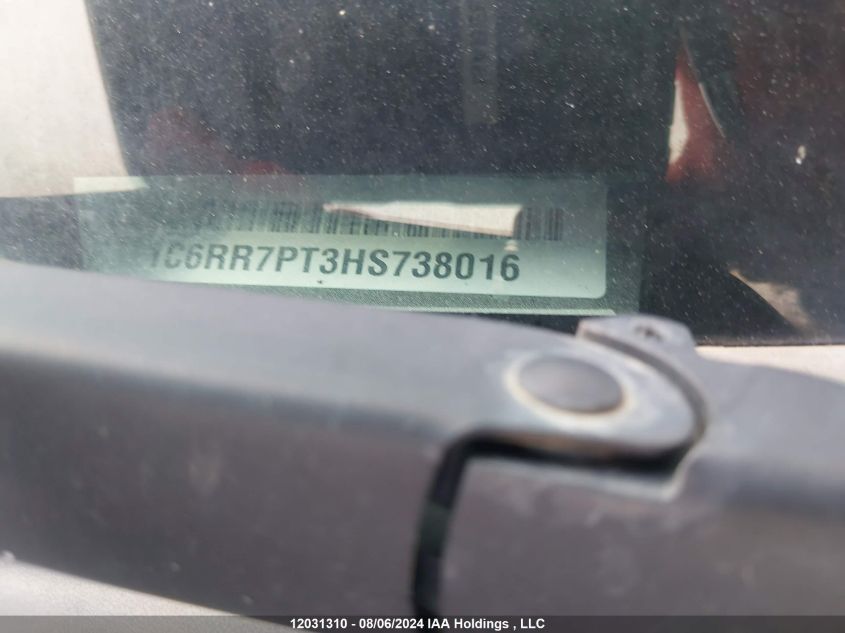 1C6RR7PT3HS738016
12031310 - 08/06/2024 IAA Holdings , LLC